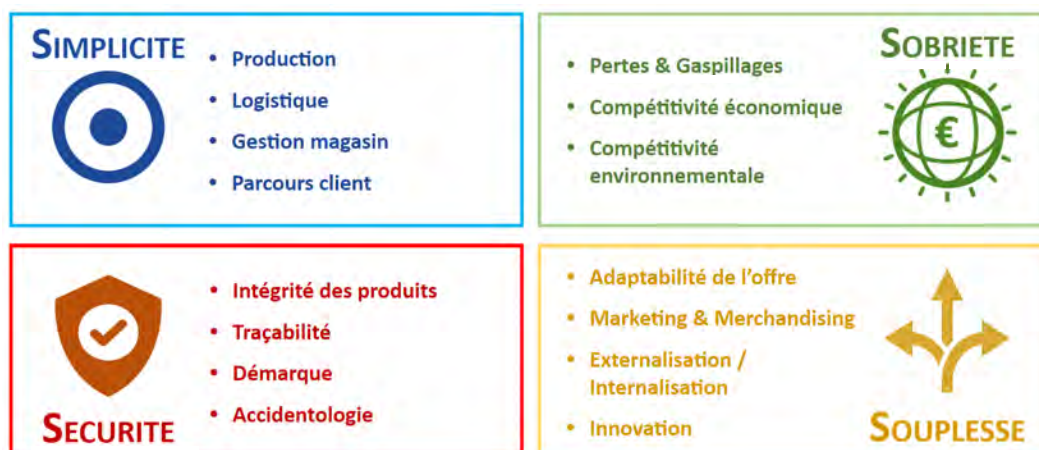 SIMPLICITE
• Production
• Logistique
• Gestion magasin
• Parcours client
SOBRIETE
• Pertes & Gaspillages
• Compétitivité économique
• Compétitivité
environnementale
€
SECURITE
• Intégrité des produits
• Traçabilité
• Démarque
• Accidentologie
• Adaptabilité de l'offre
• Marketing & Merchandising
• Externalisation /
Internalisation
• Innovation
SOUPLESSE